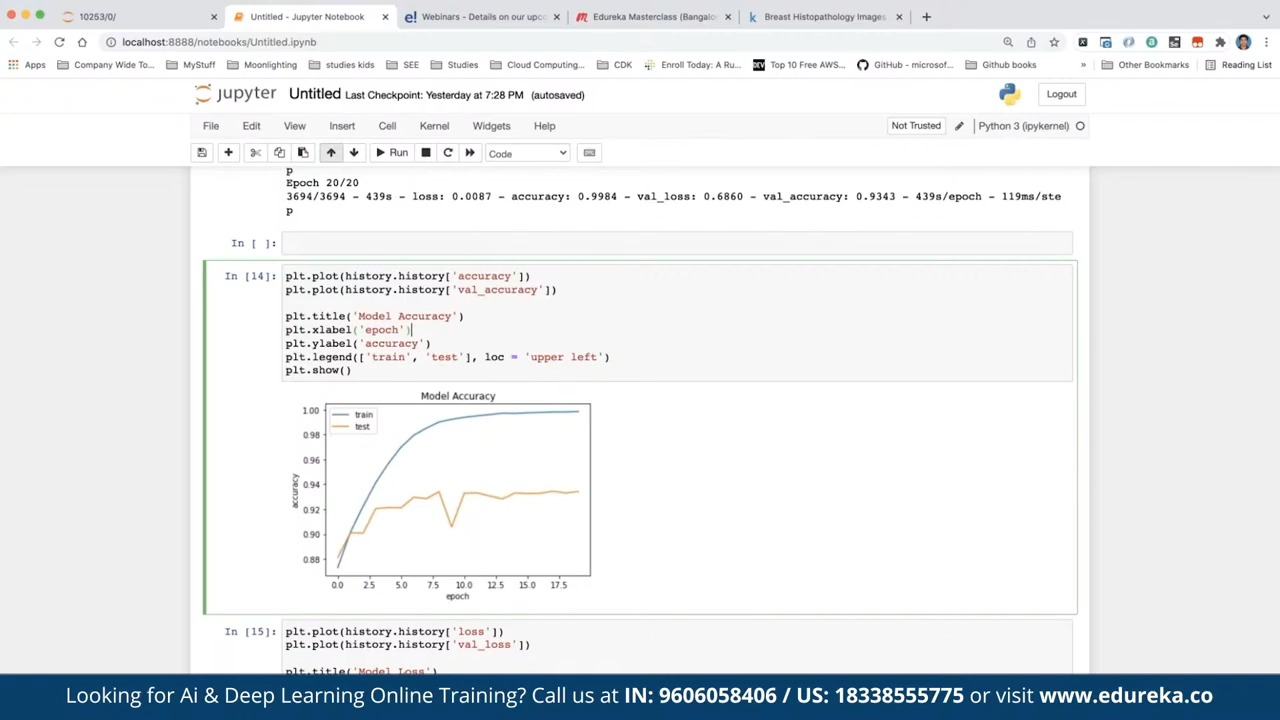 10253/0/
Untitled - Jupyter Notebook
Webinars - Details on our upco
Edureka Masterclass (Bangalor
Breast Histopathology Images
localhost:8888/notebooks/Untitled.ipynb
Apps
Company Wide To...
MyStuff
Moonlighting
studies kids
SEE
Studies
Cloud Computing...
CDK
Enroll Today: A Ru...
Top 10 Free AWS...
GitHub - microsof...
Github books
»
Other Bookmarks
Reading List
jupyter Untitled Last Checkpoint: Yesterday at 7:28 PM (autosaved)
Logout
File Edit View Insert Cell Kernel Widgets Help
Not Trusted
Python 3 (ipykernel)
Run
Code
p
Epoch 20/20
3694/3694 - 439s - loss: 0.0087 - accuracy: 0.9984 - val_loss: 0.6860 - val_accuracy: 0.9343 - 439s/epoch - 119ms/ste
p
In [ ]:
In [14]: plt.plot(history.history['accuracy'])
plt.plot(history.history['val_accuracy'])
plt.title('Model Accuracy')
plt.xlabel('epoch')
plt.ylabel('accuracy')
plt.legend(['train', 'test'], loc = 'upper left')
plt.show()
Model Accuracy
train
test
1.00
0.98
0.96
0.94
0.92
0.90
0.88
accuracy
0.0 2.5 5.0 7.5 10.0 12.5 15.0 17.5
epoch
In [15]: plt.plot(history.history['loss'])
plt.plot(history.history['val_loss'])
plt.title('Model Loss')
Looking for Ai & Deep Learning Online Training? Call us at IN: 9606058406 / US: 18338555775 or visit www.edureka.co